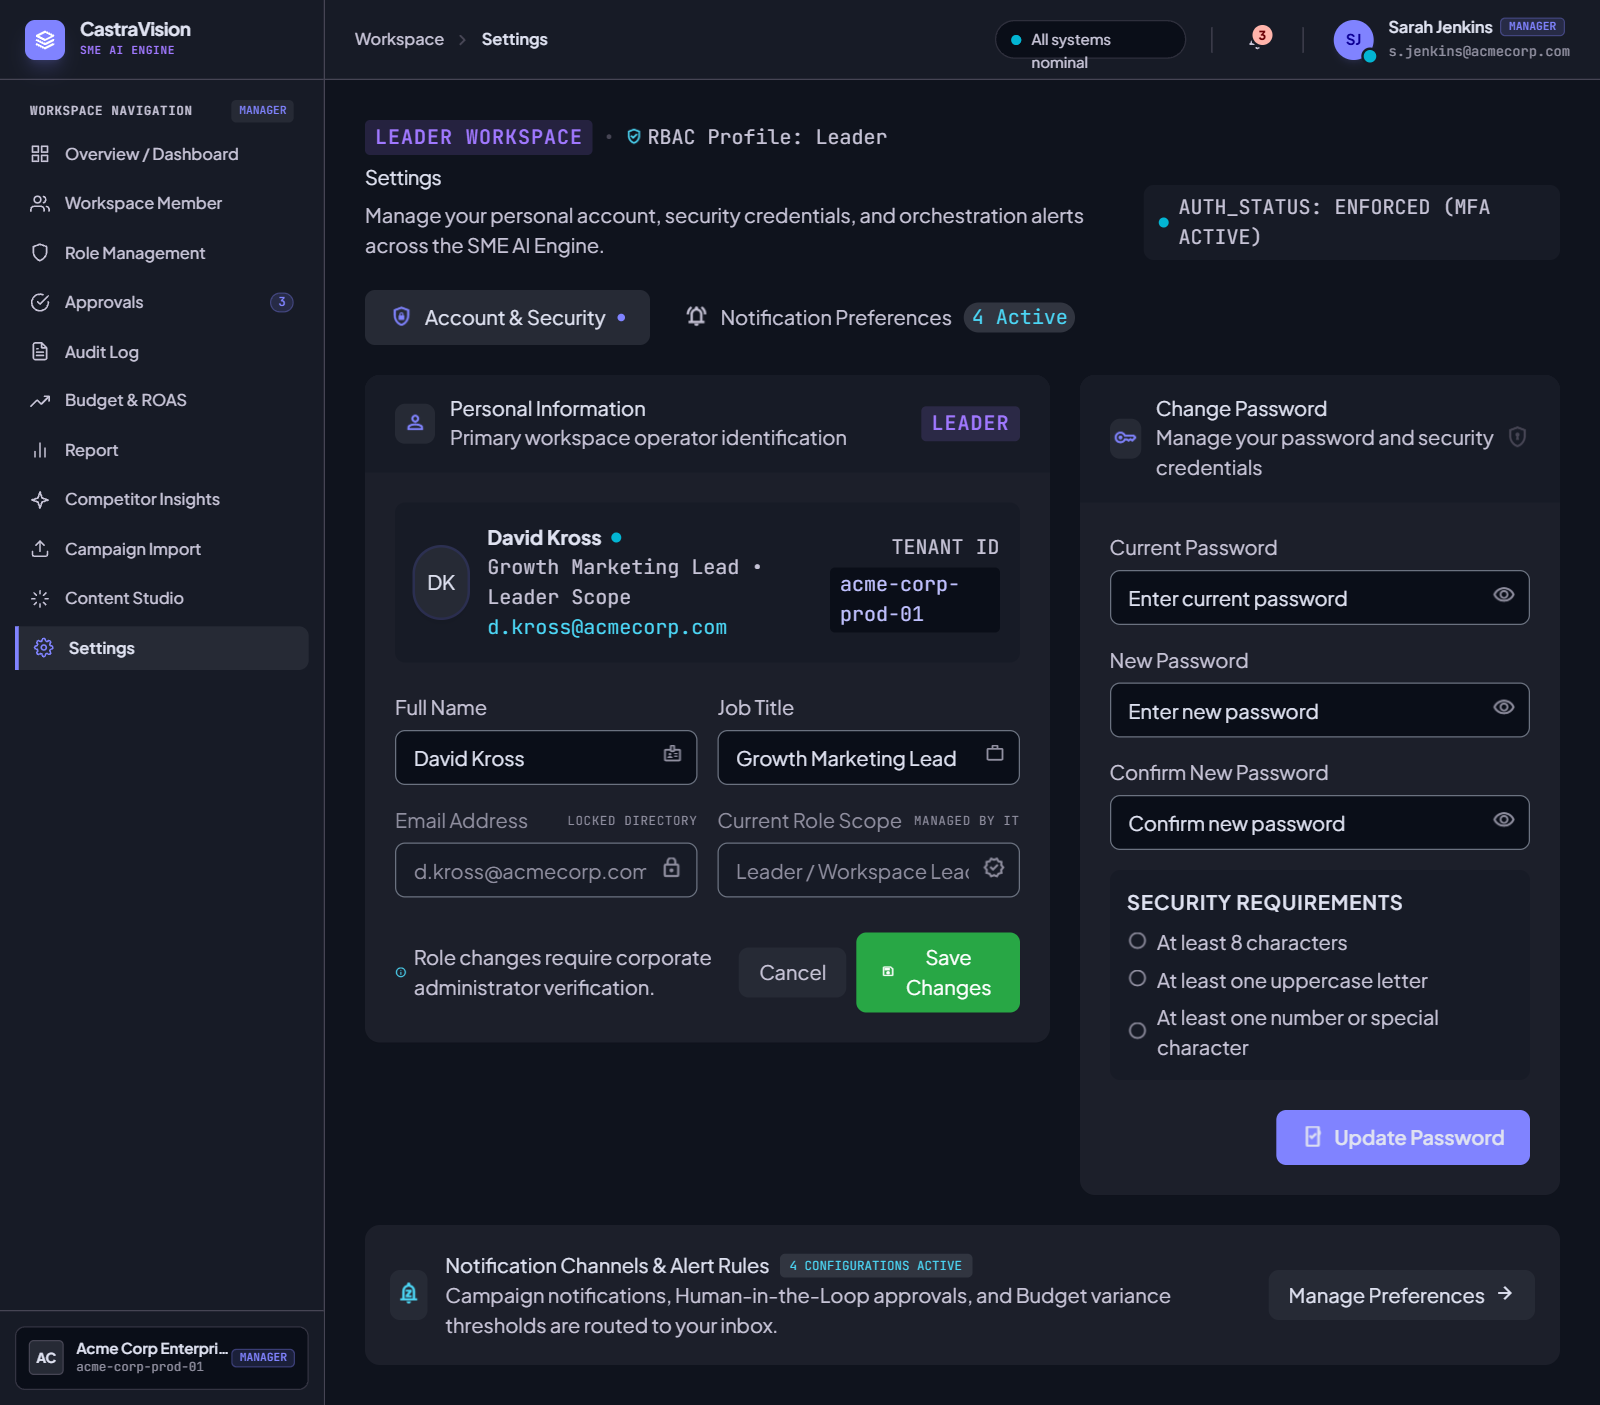 CastraVision
SME AI ENGINE
Workspace
Settings
All systems
nominal
3
SJ
Sarah Jenkins
MANAGER
s.jenkins@acmecorp.com
WORKSPACE NAVIGATION
MANAGER
Overview / Dashboard
Workspace Member
Role Management
Approvals
3
Audit Log
Budget & ROAS
Report
Competitor Insights
Campaign Import
Content Studio
Settings
AC
Acme Corp Enterpri...
acme-corp-prod-01
MANAGER
LEADER WORKSPACE
• RBAC Profile: Leader
Settings
Manage your personal account, security credentials, and orchestration alerts
across the SME AI Engine.
AUTH_STATUS: ENFORCED (MFA
ACTIVE)
Account & Security
Notification Preferences
4 Active
Personal Information
Primary workspace operator identification
LEADER
DK
David Kross
Growth Marketing Lead •
Leader Scope
d.kross@acmecorp.com
TENANT ID
acme-corp-
prod-01
Full Name
David Kross
Job Title
Growth Marketing Lead
Email Address
LOCKED DIRECTORY
d.kross@acmecorp.com
Current Role Scope
MANAGED BY IT
Leader / Workspace Lead
Role changes require corporate
administrator verification.
Cancel
Save
Changes
Change Password
Manage your password and security
credentials
Current Password
Enter current password
New Password
Enter new password
Confirm New Password
Confirm new password
SECURITY REQUIREMENTS
At least 8 characters
At least one uppercase letter
At least one number or special
character
Update Password
Notification Channels & Alert Rules
4 CONFIGURATIONS ACTIVE
Campaign notifications, Human-in-the-Loop approvals, and Budget variance
thresholds are routed to your inbox.
Manage Preferences